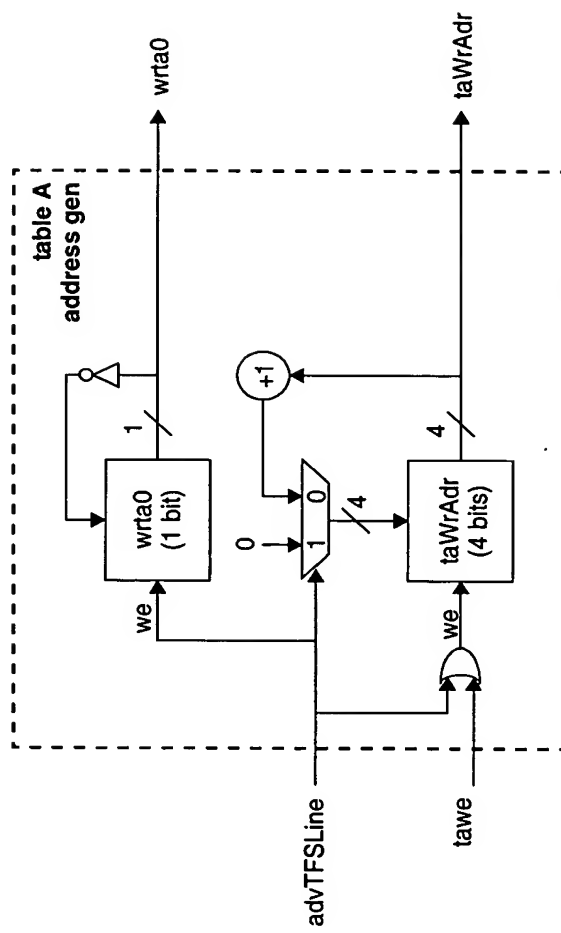 table A
address gen
wrta0
1
wrta0
(1 bit)
we
+1
0
1 0
4
4
taWrAdr
taWrAdr
(4 bits)
we
advTFSLine
tawe